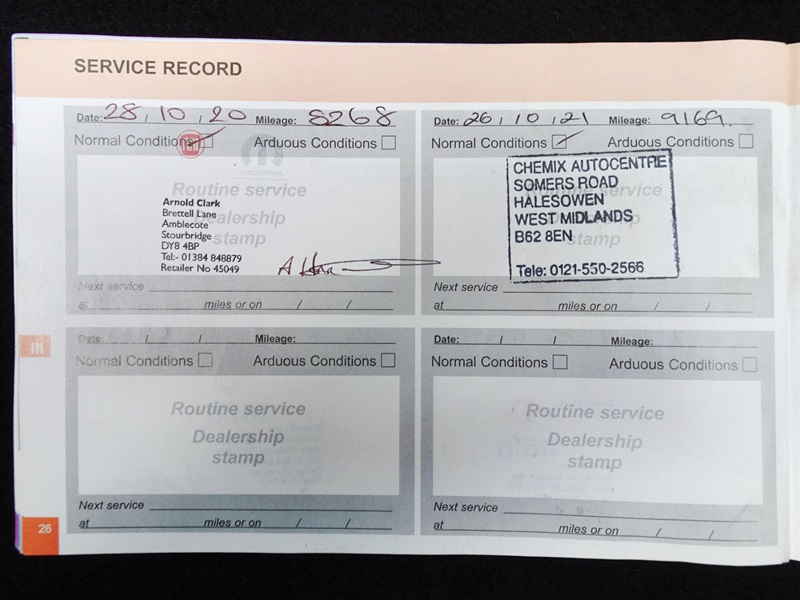 SERVICE RECORD
Date: 28 / 10 / 20 Mileage: 8268
Normal Conditions Arduous Conditions
Routine service
Dealership
stamp
Arnold Clark
Brettell Lane
Amblecote
Stourbridge
DY8 4BP
Tel:- 01384 848879
Retailer No 45049
Next service
at miles or on / /
Date: 26 / 10 / 21 Mileage: 9169.
Normal Conditions Arduous Conditions
Routine service
Dealership
stamp
CHEMIX AUTOCENTRE
SOMERS ROAD
HALESOWEN
WEST MIDLANDS
B62 8EN
Tele: 0121-550-2566
Next service
at miles or on / /
Date: / / Mileage:
Normal Conditions Arduous Conditions
Routine service
Dealership
stamp
Next service
at miles or on / /
Date: / / Mileage:
Normal Conditions Arduous Conditions
Routine service
Dealership
stamp
Next service
at miles or on / /
26